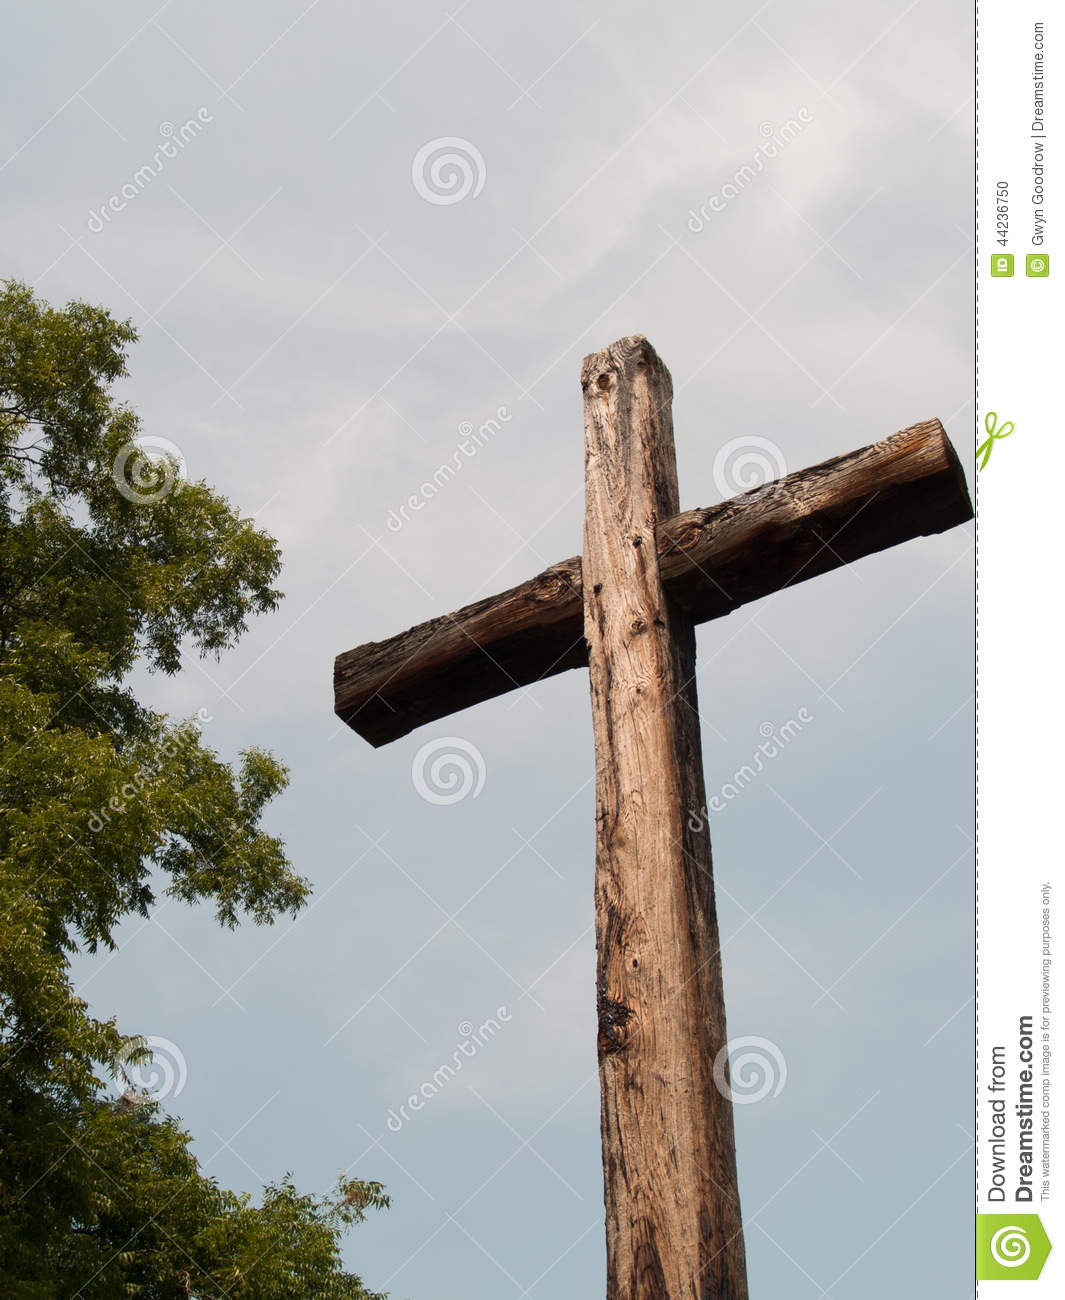 dreamstime
dreamstime
dreamstime
dreamstime
dreamstime
dreamstime
ID 44236750
© Gwyn Goodrow | Dreamstime.com
Download from
Dreamstime.com
This watermarked comp image is for previewing purposes only.